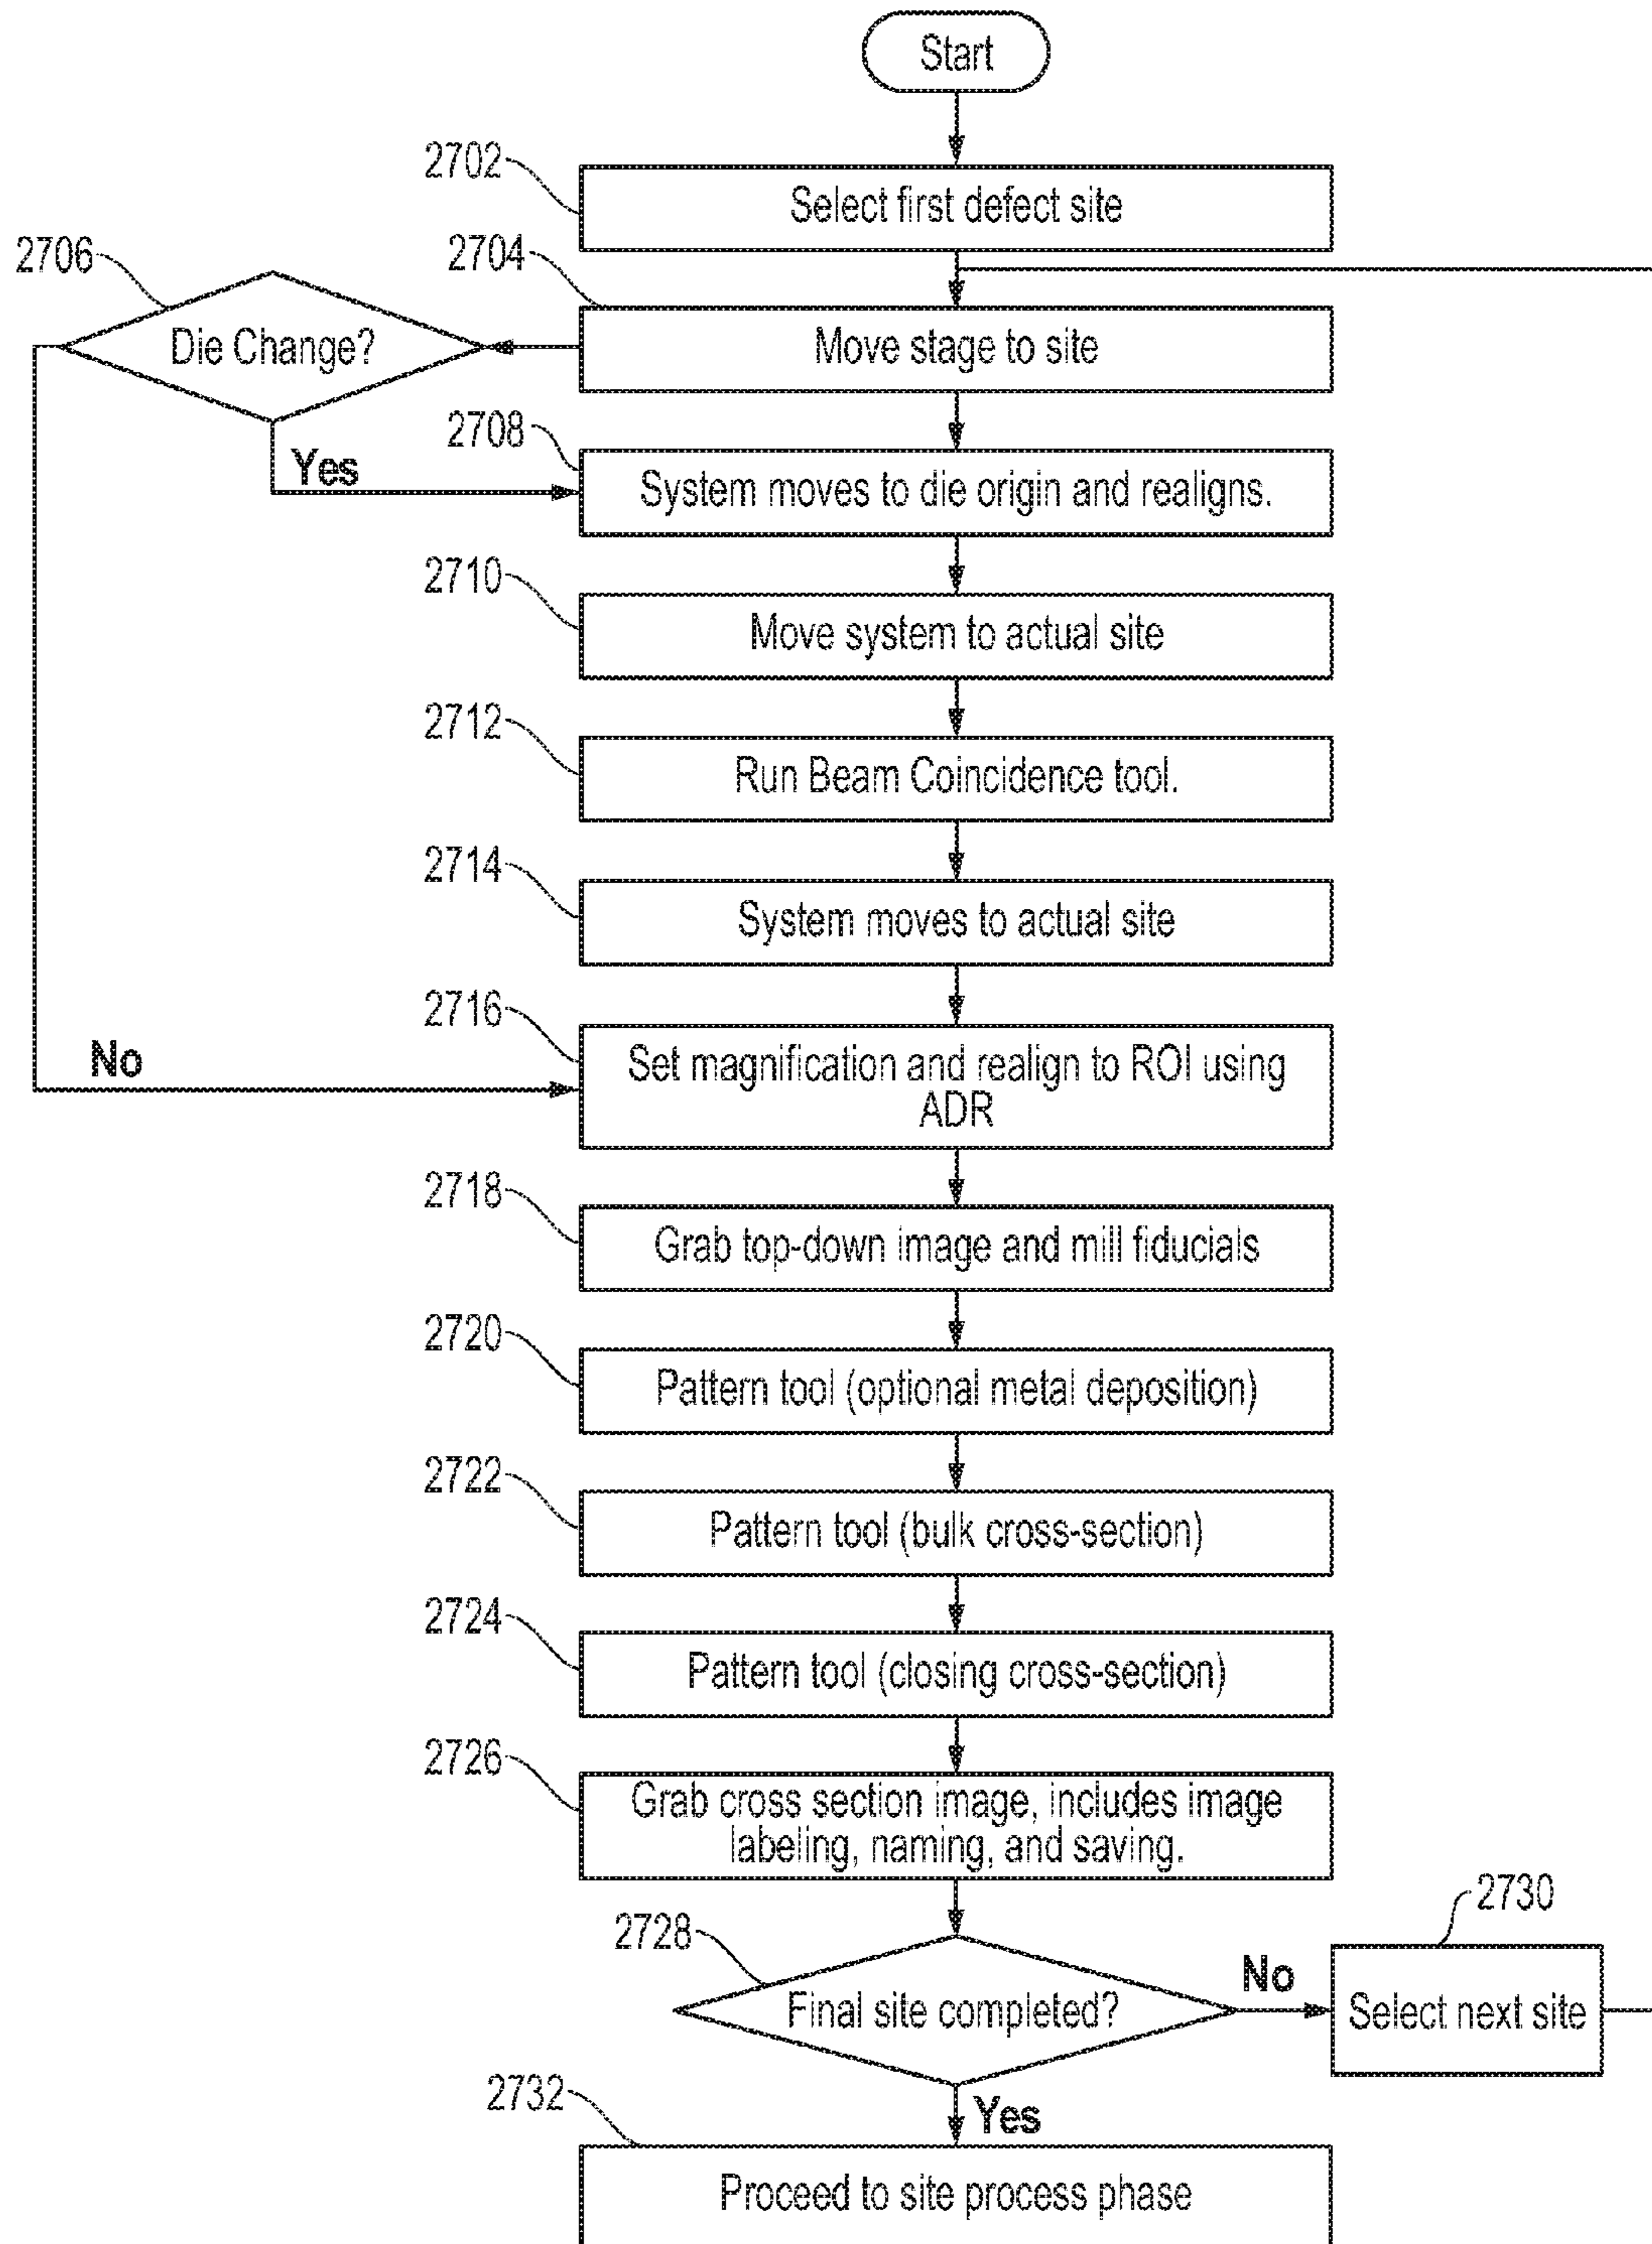 Start
2702
Select first defect site
2706
2704
Die Change?
Move stage to site
2708
Yes
System moves to die origin and realigns.
2710
Move system to actual site
2712
Run Beam Coincidence tool.
2714
System moves to actual site
2716
No
Set magnification and realign to ROI using
ADR
2718
Grab top-down image and mill fiducials
2720
Pattern tool (optional metal deposition)
2722
Pattern tool (bulk cross-section)
2724
Pattern tool (closing cross-section)
2726
Grab cross section image, includes image
labeling, naming, and saving.
2728
2730
Final site completed?
No
Select next site
2732
Yes
Proceed to site process phase